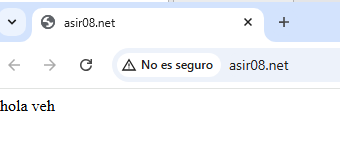 asir08.net
No es seguro asir08.net
hola veh